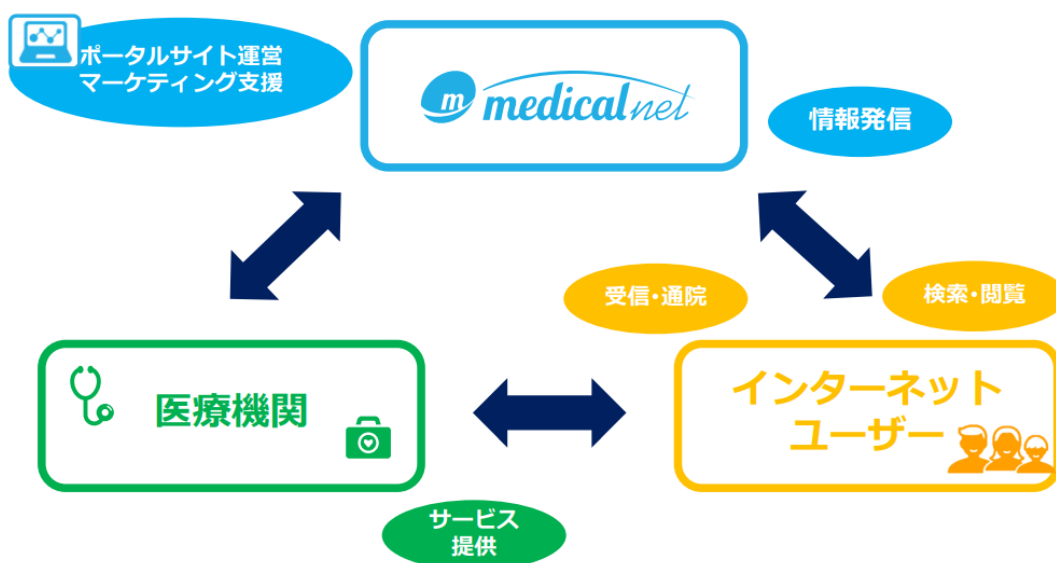 ポータルサイト運営
マーケティング支援
m medicalnet
情報発信
受信・通院
検索・閲覧
医療機関
インターネット
ユーザー
サービス
提供